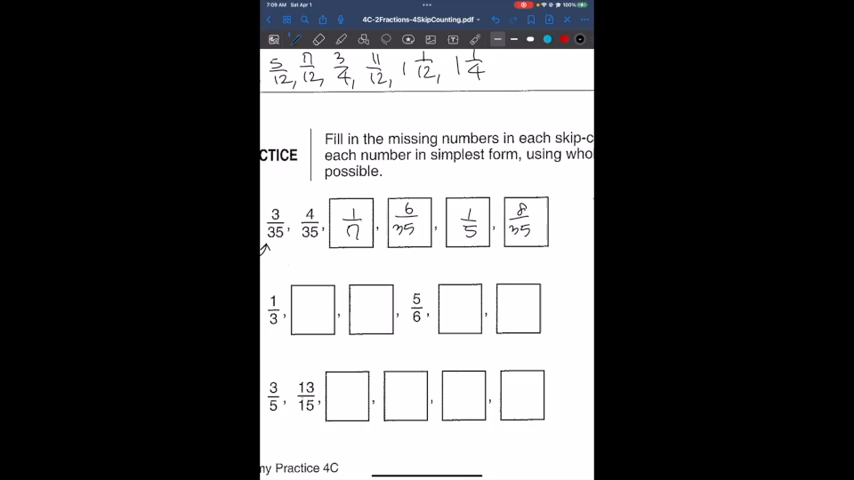 7:09 AM Sat Apr 1 100%
4C-2Fractions-4SkipCounting.pdf
5/12, 7/12, 3/4, 11/12, 1 1/12, 1 1/4
Fill in the missing numbers in each skip-c
CTICE each number in simplest form, using who
possible.
3/35, 4/35, 1/7, 6/35, 1/5, 8/35
1/3, , , 5/6, ,
3/5, 13/15 , , ,
my Practice 4C